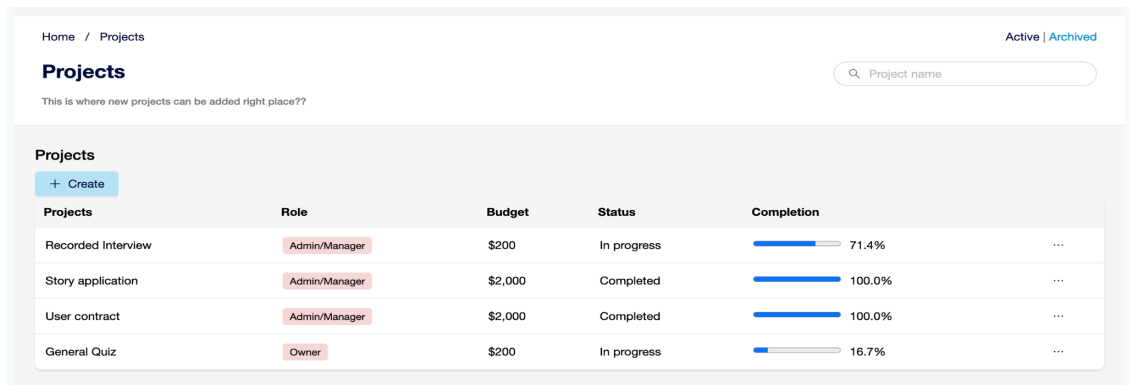 Home / Projects
Active | Archived
Projects
Project name
This is where new projects can be added right place??
Projects
+ Create
Projects Role Budget Status Completion
Recorded Interview Admin/Manager $200 In progress 71.4% ...
Story application Admin/Manager $2,000 Completed 100.0% ...
User contract Admin/Manager $2,000 Completed 100.0% ...
General Quiz Owner $200 In progress 16.7% ...